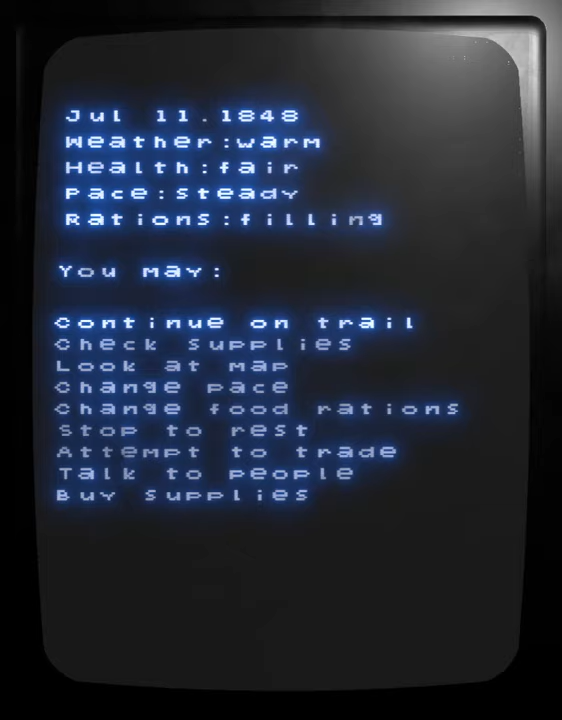 Jul 11.1848
Weather:warm
Health:fair
Pace:steady
Rations:filling
You may:
Continue on trail
Check supplies
Look at map
Change pace
Change food rations
Stop to rest
Attempt to trade
Talk to people
Buy supplies